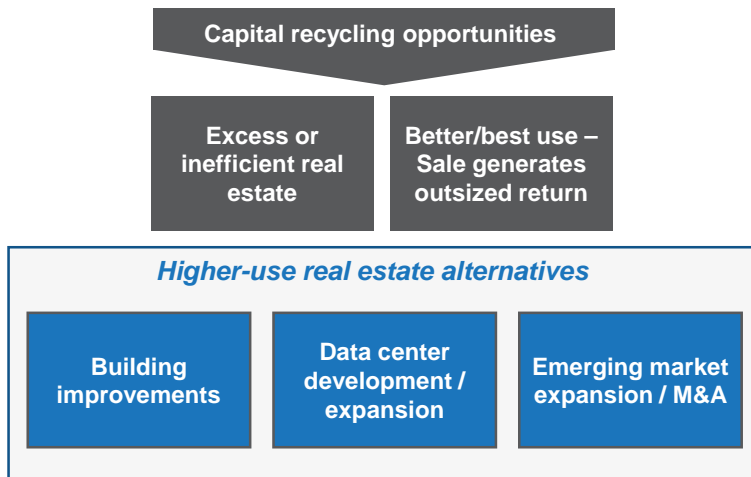 Capital recycling opportunities
Excess or
inefficient real
estate
Better/best use –
Sale generates
outsized return
Higher-use real estate alternatives
Building
improvements
Data center
development /
expansion
Emerging market
expansion / M&A